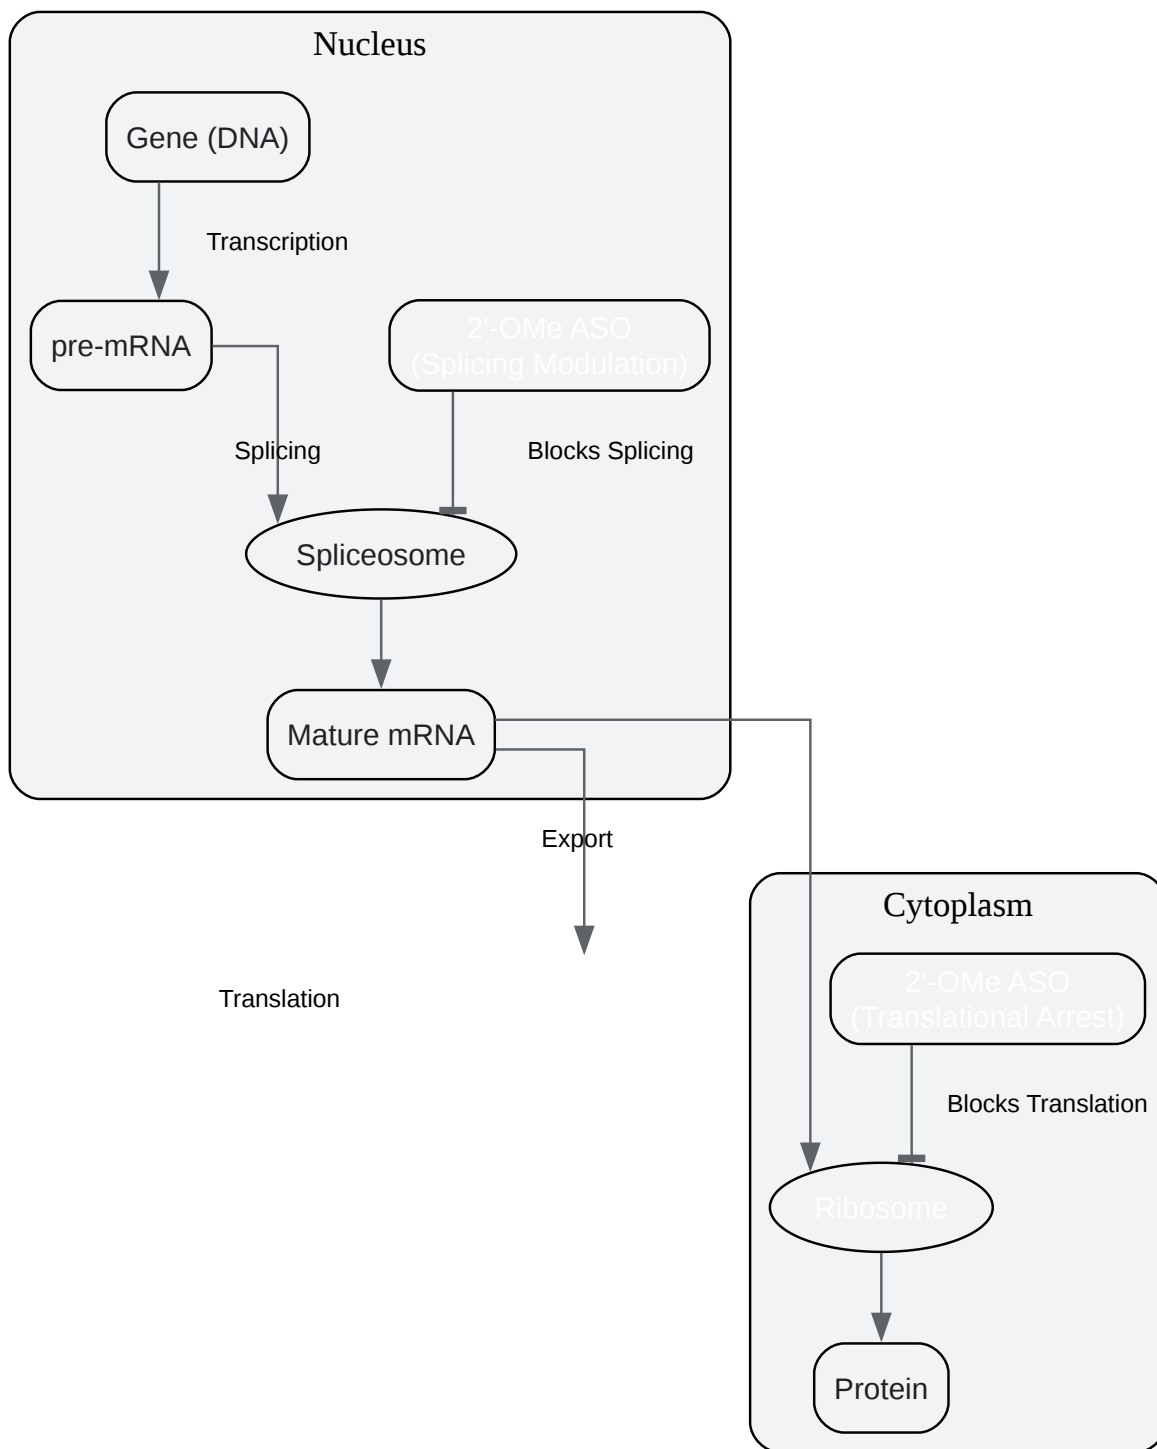 Nucleus
Gene (DNA)
Transcription
pre-mRNA
2'-OMe ASO
(Splicing Modulation)
Splicing
Blocks Splicing
Spliceosome
Mature mRNA
Export
Cytoplasm
2'-OMe ASO
(Translational Arrest)
Translation
Blocks Translation
Ribosome
Protein